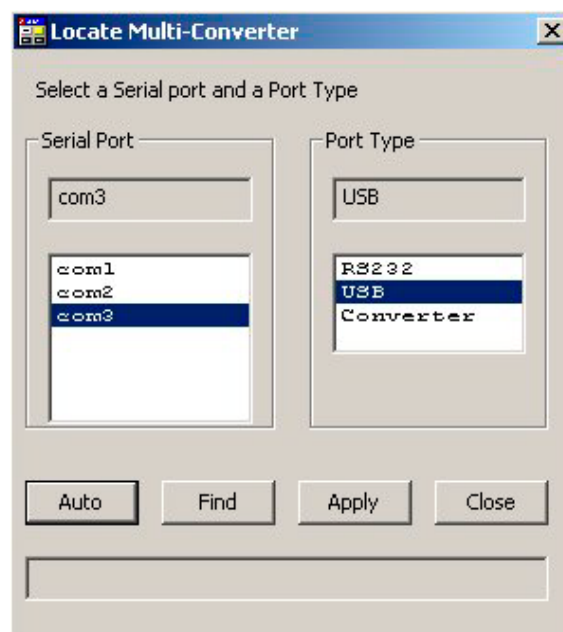 Locate Multi-Converter
Select a Serial port and a Port Type
Serial Port
com3
com1
com2
com3
Port Type
USB
RS232
USB
Converter
Auto Find Apply Close